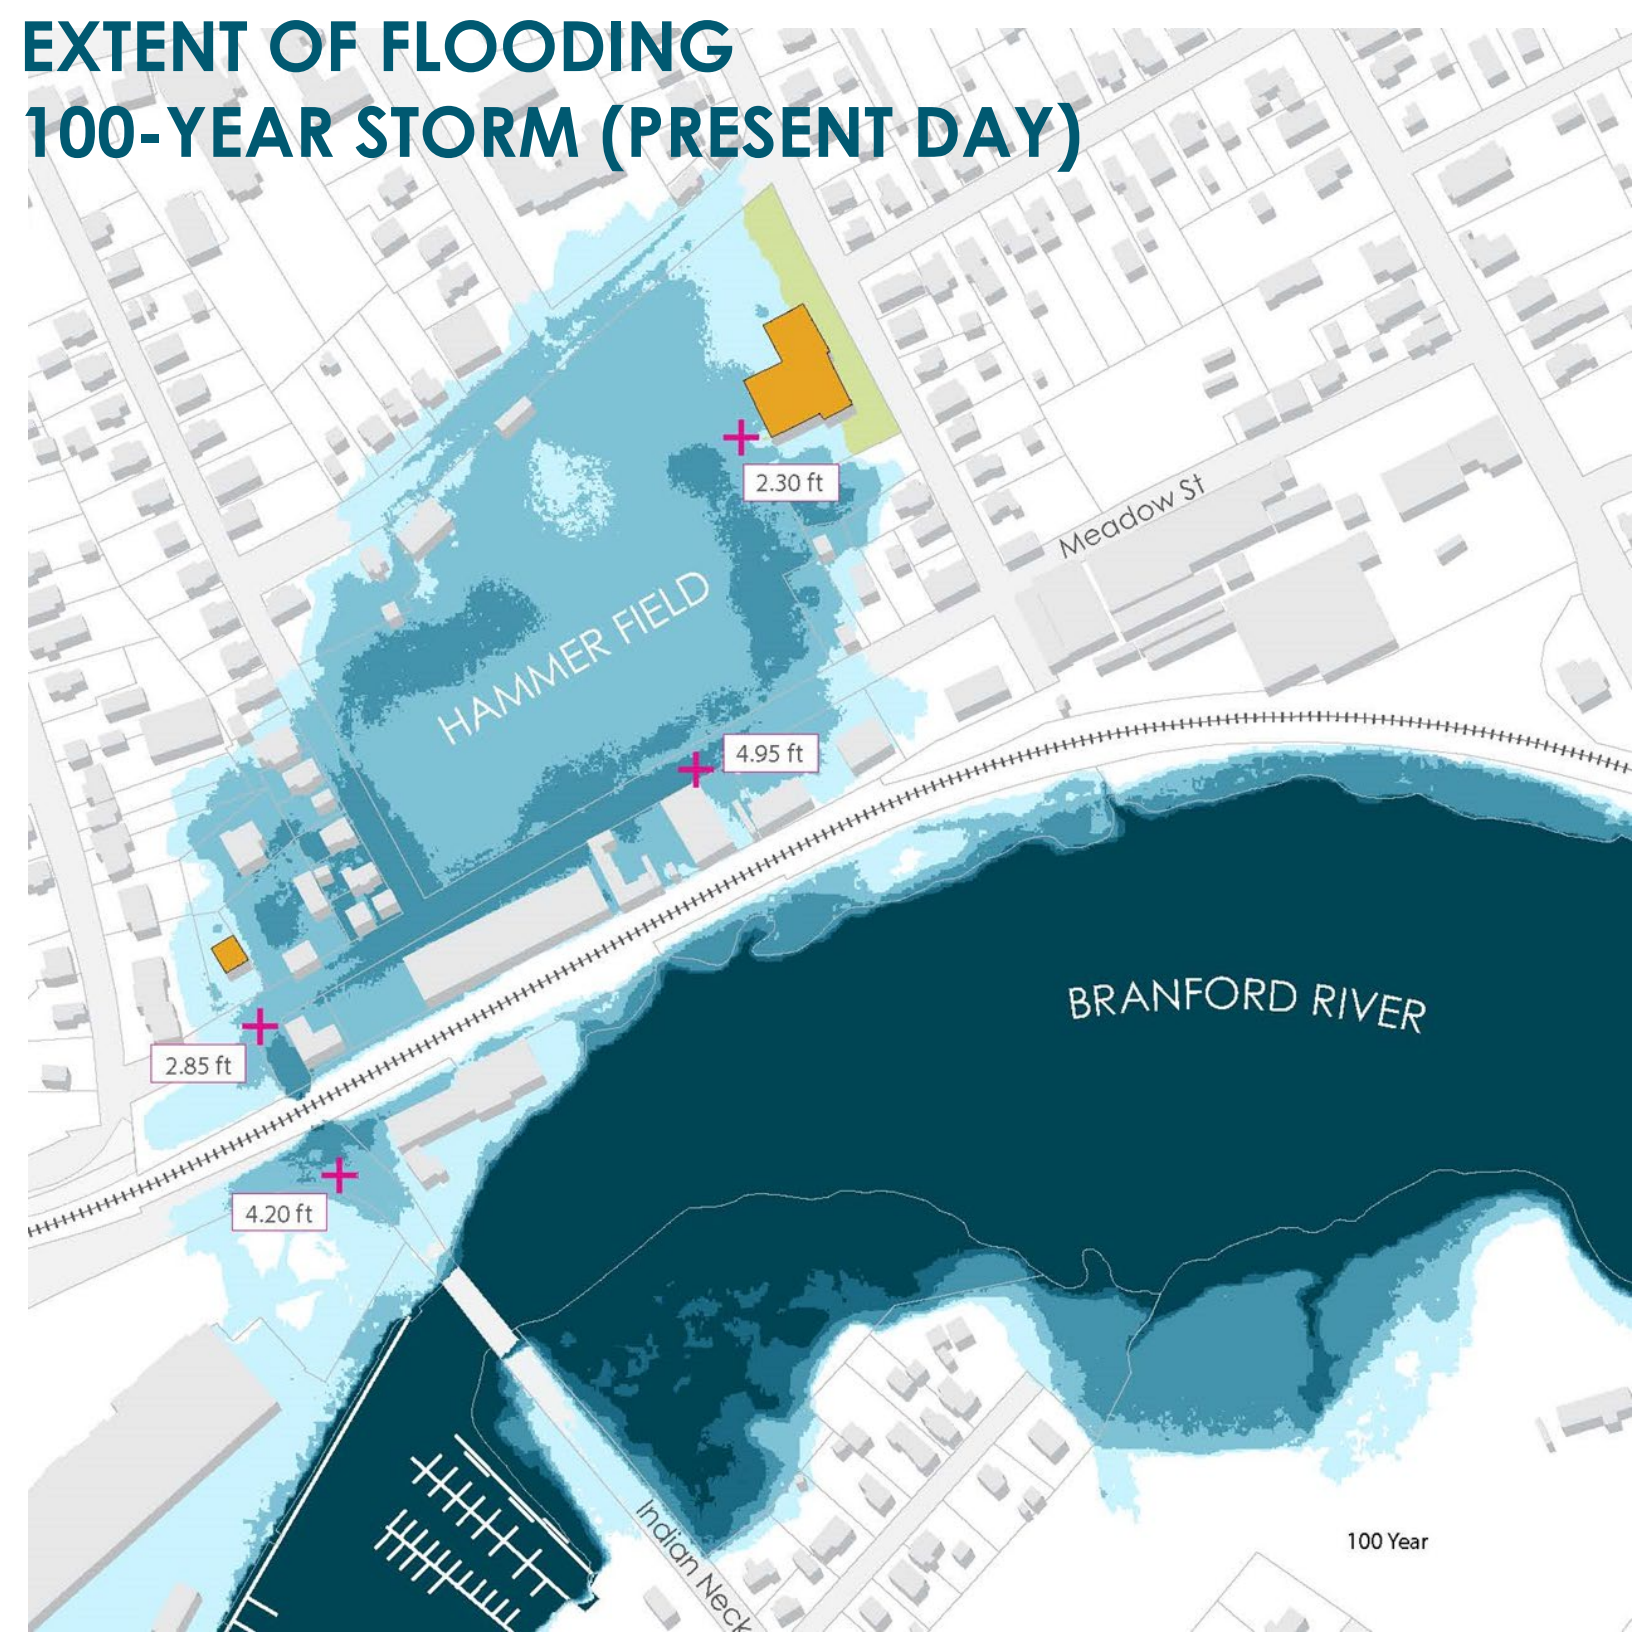 EXTENT OF FLOODING
100-YEAR STORM (PRESENT DAY)
2.30 ft
Meadow St
HAMMER FIELD
4.95 ft
BRANFORD RIVER
2.85 ft
4.20 ft
Indian Neck
100 Year